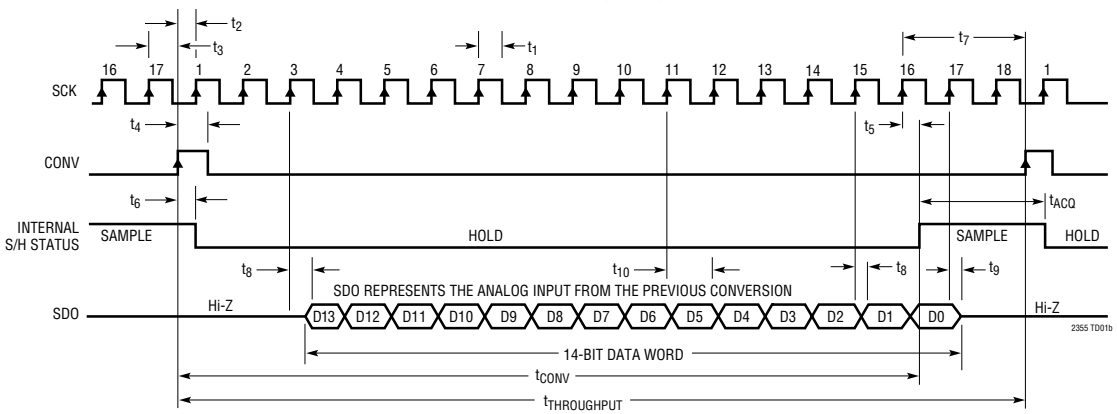 t2
t3
t1
t7
16 17 1 2 3 4 5 6 7 8 9 10 11 12 13 14 15 16 17 18 1
SCK
t4
t5
CONV
t6
tACQ
INTERNAL
S/H STATUS
SAMPLE HOLD SAMPLE HOLD
t8 t10 t8 t9
SDO REPRESENTS THE ANALOG INPUT FROM THE PREVIOUS CONVERSION
SDO Hi-Z D13 D12 D11 D10 D9 D8 D7 D6 D5 D4 D3 D2 D1 D0 Hi-Z
2355 TD01b
14-BIT DATA WORD
tCONV
tTHROUGHPUT